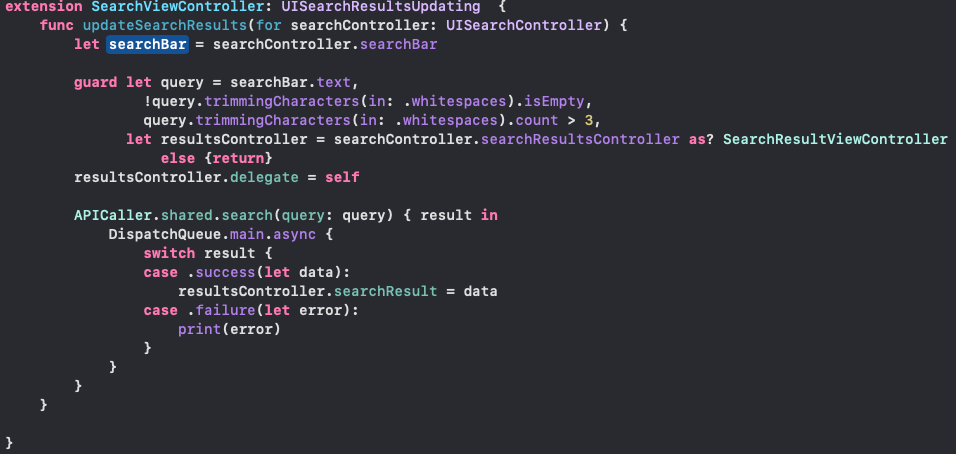 extension SearchViewController: UISearchResultsUpdating  {
    func updateSearchResults(for searchController: UISearchController) {
        let searchBar = searchController.searchBar

        guard let query = searchBar.text,
                !query.trimmingCharacters(in: .whitespaces).isEmpty,
                query.trimmingCharacters(in: .whitespaces).count > 3,
              let resultsController = searchController.searchResultsController as? SearchResultViewController
                  else {return}
        resultsController.delegate = self

        APICaller.shared.search(query: query) { result in
            DispatchQueue.main.async {
                switch result {
                case .success(let data):
                    resultsController.searchResult = data
                case .failure(let error):
                    print(error)
                }
            }
        }
    }

}